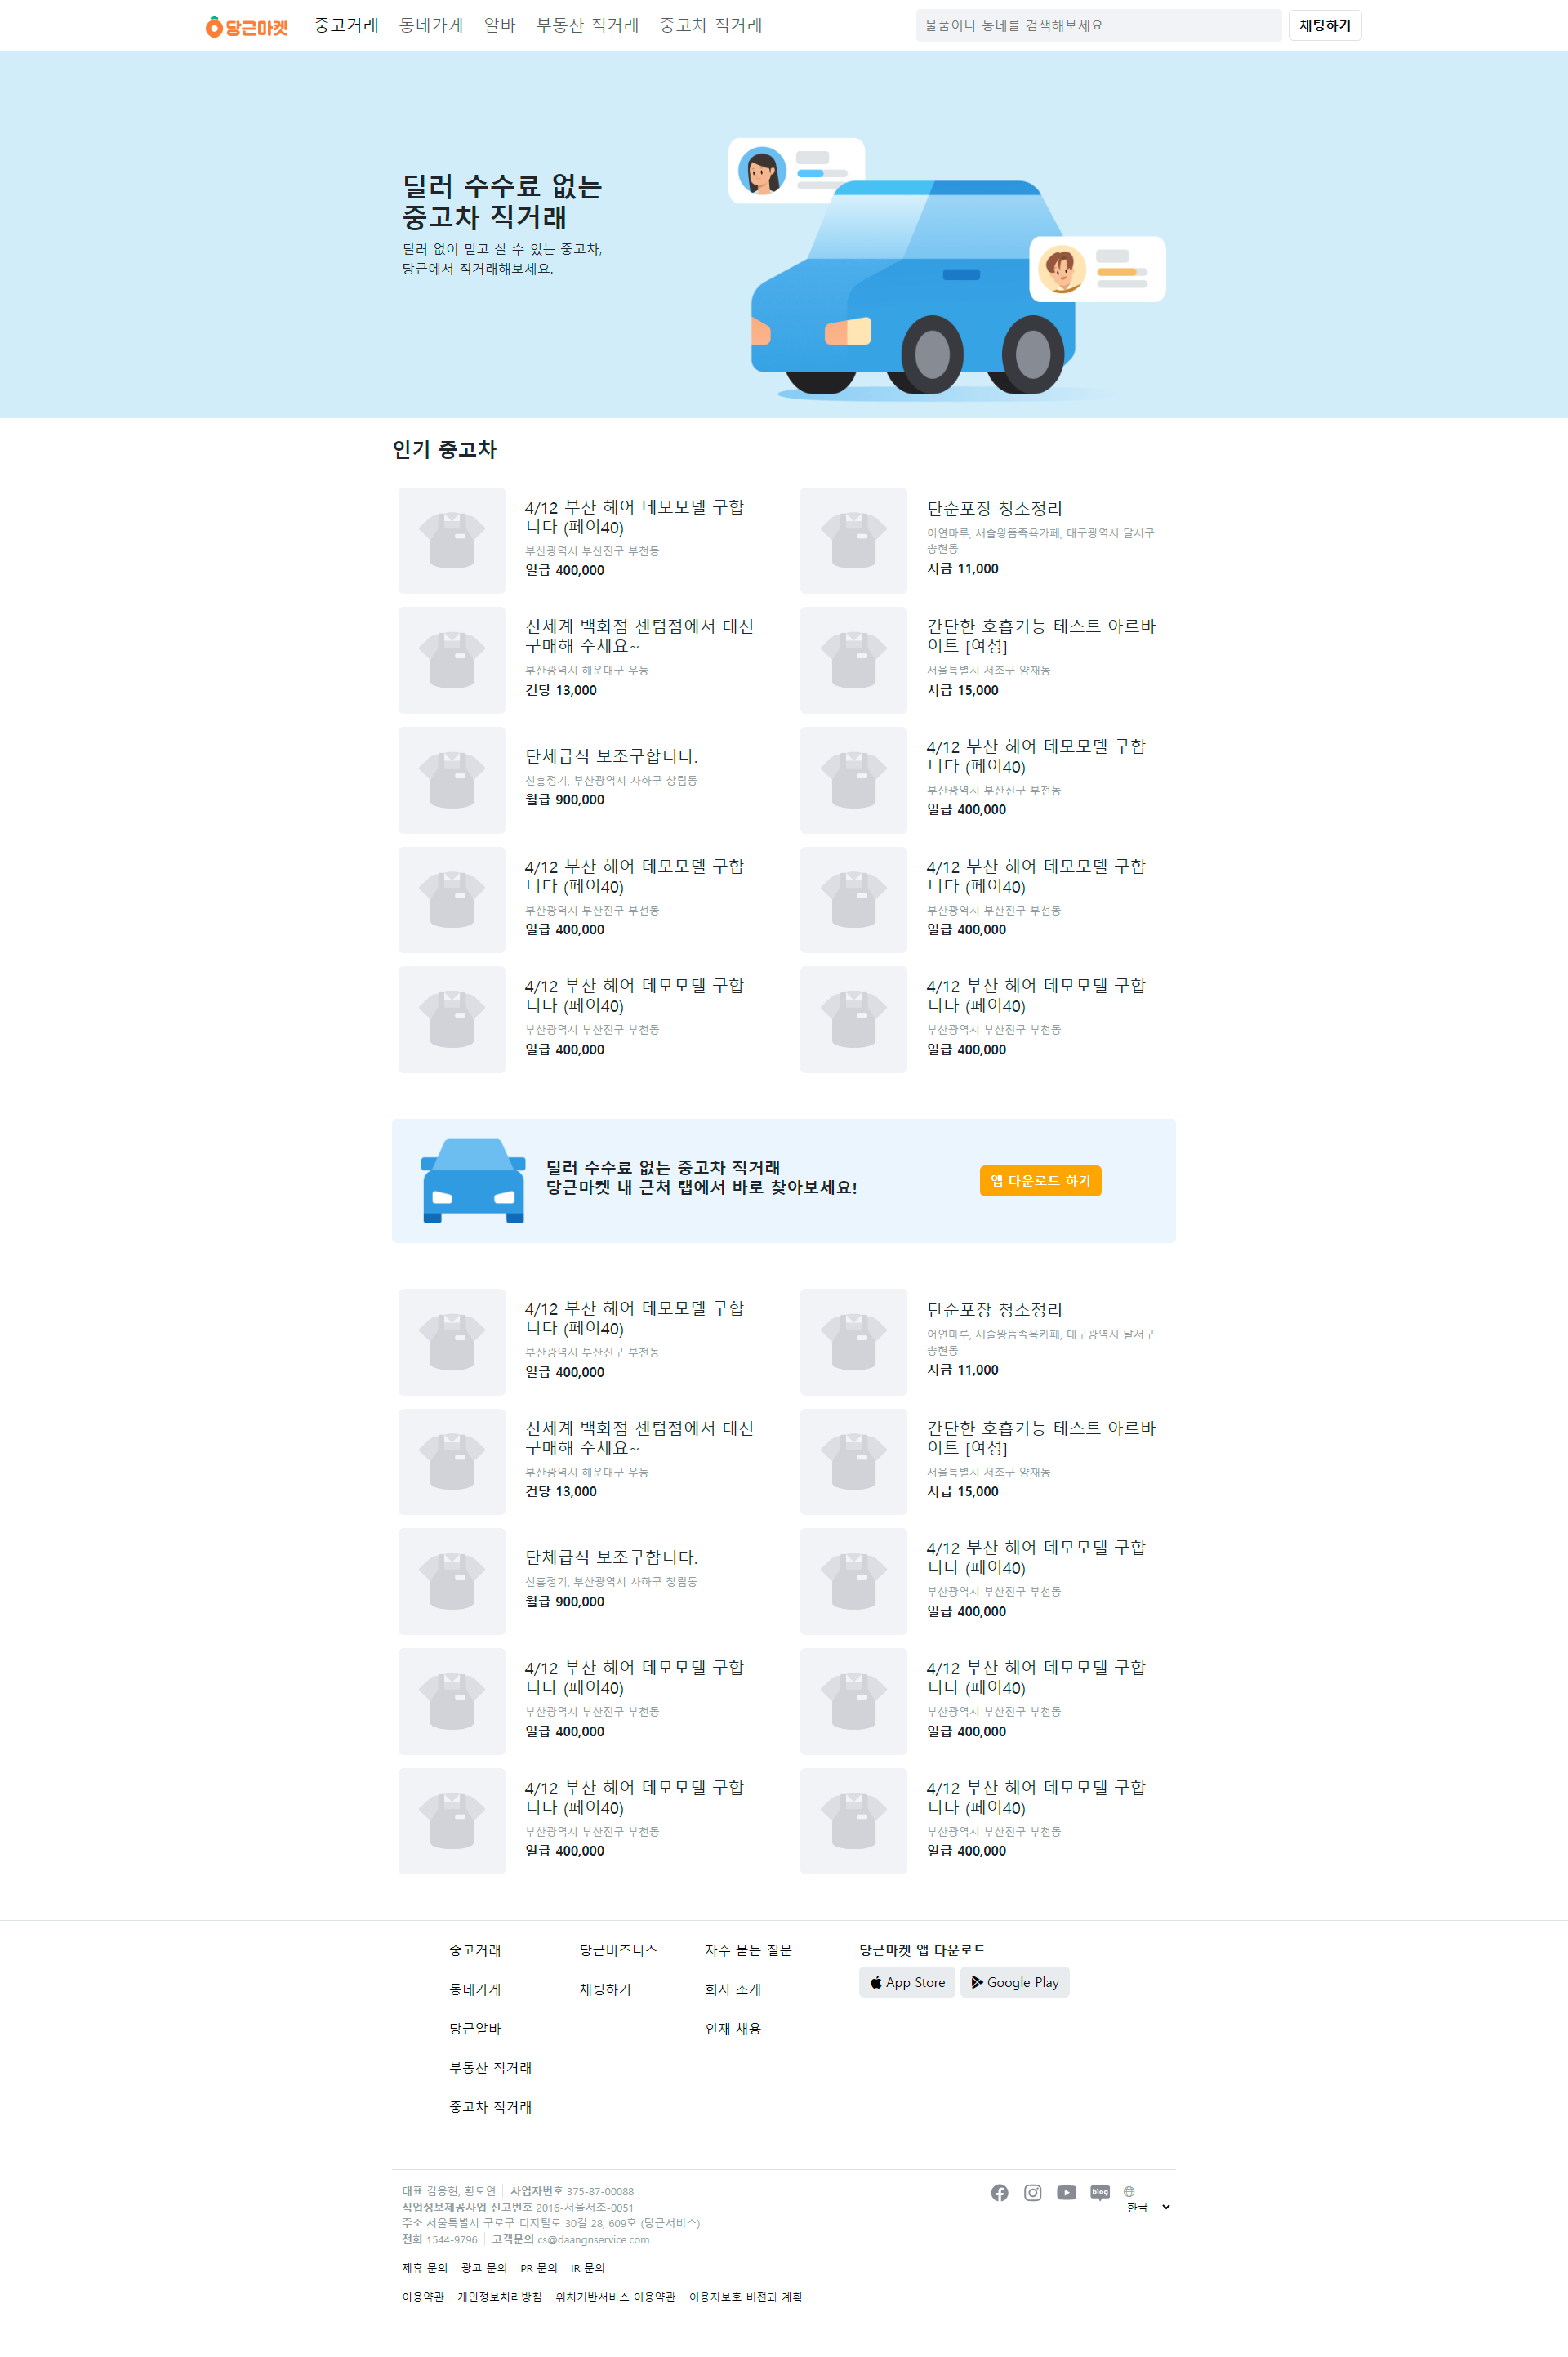 당근마켓 중고거래 동네가게 알바 부동산 직거래 중고차 직거래 물품이나 동네를 검색해보세요 채팅하기
딜러 수수료 없는
중고차 직거래
딜러 없이 믿고 살 수 있는 중고차,
당근에서 직거래해보세요.
인기 중고차
4/12 부산 헤어 데모모델 구합
니다 (페이40)
부산광역시 부산진구 부전동
일급 400,000
단순포장 청소정리
어연마루, 새솔왕뜸족욕카페, 대구광역시 달서구
송현동
시금 11,000
신세계 백화점 센텀점에서 대신
구매해 주세요~
부산광역시 해운대구 우동
건당 13,000
간단한 호흡기능 테스트 아르바
이트 [여성]
서울특별시 서조구 양재동
시급 15,000
단체급식 보조구합니다.
신흥정기, 부산광역시 사하구 창림동
월급 900,000
4/12 부산 헤어 데모모델 구합
니다 (페이40)
부산광역시 부산진구 부전동
일급 400,000
4/12 부산 헤어 데모모델 구합
니다 (페이40)
부산광역시 부산진구 부전동
일급 400,000
4/12 부산 헤어 데모모델 구합
니다 (페이40)
부산광역시 부산진구 부전동
일급 400,000
4/12 부산 헤어 데모모델 구합
니다 (페이40)
부산광역시 부산진구 부전동
일급 400,000
4/12 부산 헤어 데모모델 구합
니다 (페이40)
부산광역시 부산진구 부전동
일급 400,000
딜러 수수료 없는 중고차 직거래
당근마켓 내 근처 탭에서 바로 찾아보세요!
앱 다운로드 하기
4/12 부산 헤어 데모모델 구합
니다 (페이40)
부산광역시 부산진구 부전동
일급 400,000
단순포장 청소정리
어연마루, 새솔왕뜸족욕카페, 대구광역시 달서구
송현동
시금 11,000
신세계 백화점 센텀점에서 대신
구매해 주세요~
부산광역시 해운대구 우동
건당 13,000
간단한 호흡기능 테스트 아르바
이트 [여성]
서울특별시 서조구 양재동
시급 15,000
단체급식 보조구합니다.
신흥정기, 부산광역시 사하구 창림동
월급 900,000
4/12 부산 헤어 데모모델 구합
니다 (페이40)
부산광역시 부산진구 부전동
일급 400,000
4/12 부산 헤어 데모모델 구합
니다 (페이40)
부산광역시 부산진구 부전동
일급 400,000
4/12 부산 헤어 데모모델 구합
니다 (페이40)
부산광역시 부산진구 부전동
일급 400,000
4/12 부산 헤어 데모모델 구합
니다 (페이40)
부산광역시 부산진구 부전동
일급 400,000
4/12 부산 헤어 데모모델 구합
니다 (페이40)
부산광역시 부산진구 부전동
일급 400,000
중고거래
동네가게
당근알바
부동산 직거래
중고차 직거래
당근비즈니스
채팅하기
자주 묻는 질문
회사 소개
인재 채용
당근마켓 앱 다운로드
App Store Google Play
대표 김용현, 황도연 사업자번호 375-87-00088
직업정보제공사업 신고번호 2016-서울서초-0051
주소 서울특별시 구로구 디지털로 30길 28, 609호 (당근서비스)
전화 1544-9796 고객문의 cs@daangnservice.com
제휴 문의 광고 문의 PR 문의 IR 문의
이용약관 개인정보처리방침 위치기반서비스 이용약관 이용자보호 비전과 계획
blog
한국